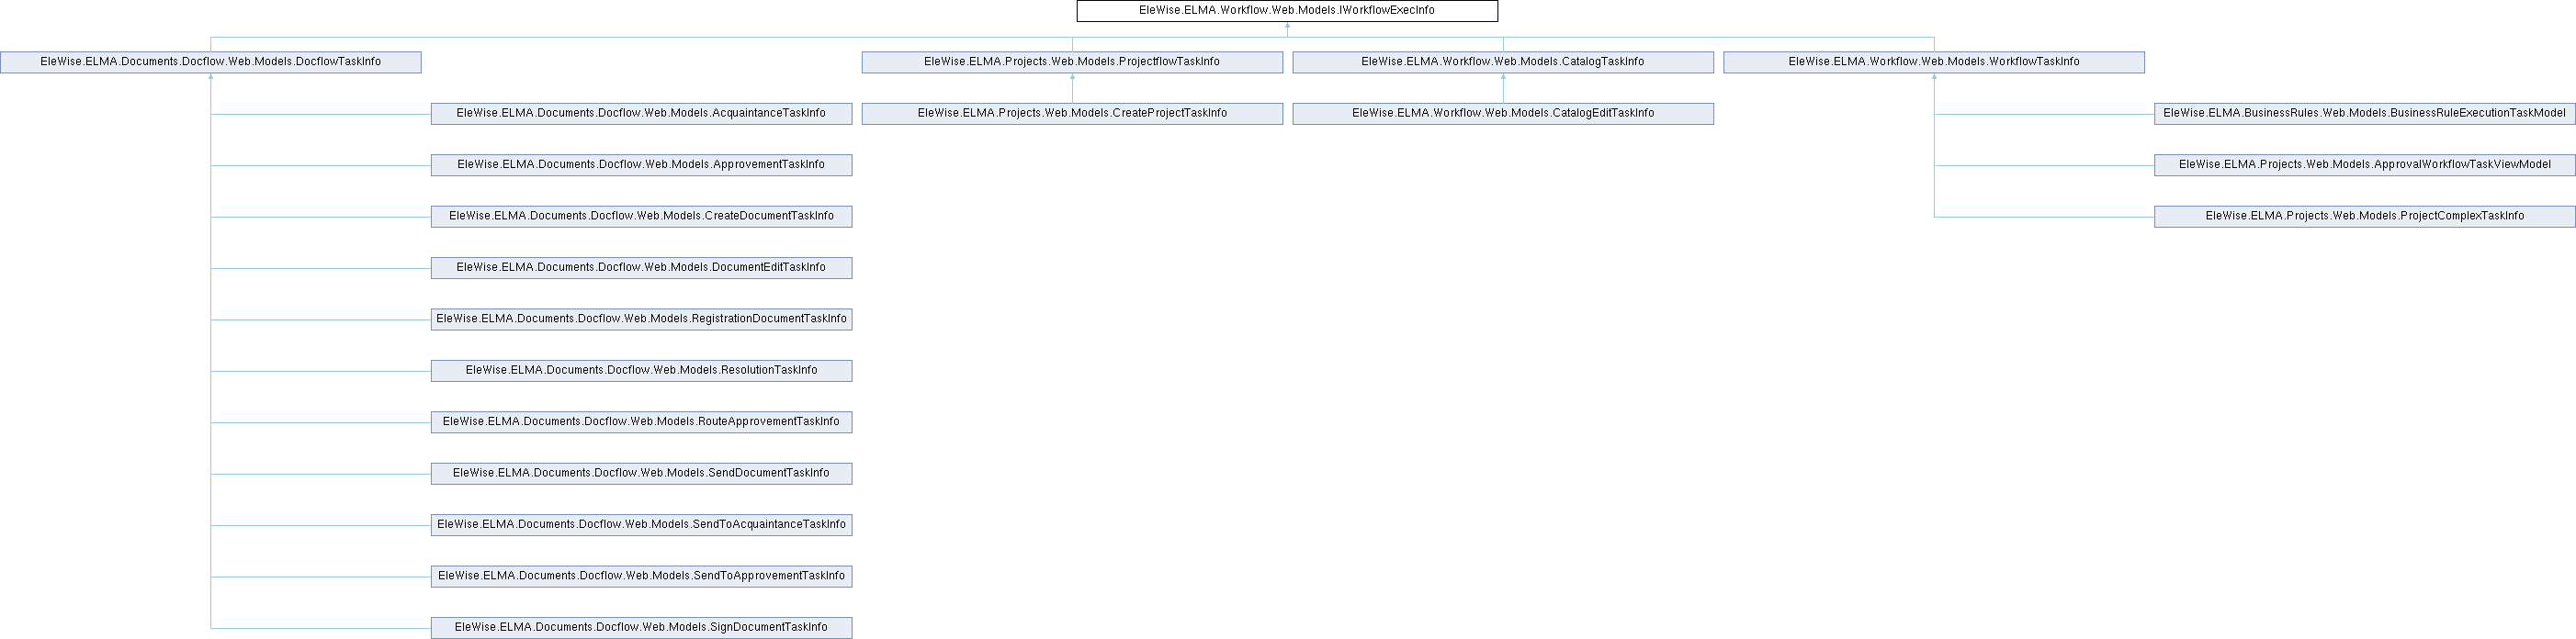 EleWise.ELMA.Workflow.Web.Models.IWorkflowExecInfo
EleWise.ELMA.Documents.Docflow.Web.Models.DocflowTaskInfo
EleWise.ELMA.Projects.Web.Models.ProjectflowTaskInfo
EleWise.ELMA.Workflow.Web.Models.CatalogTaskInfo
EleWise.ELMA.Workflow.Web.Models.WorkflowTaskInfo
EleWise.ELMA.Documents.Docflow.Web.Models.AcquaintanceTaskInfo
EleWise.ELMA.Projects.Web.Models.CreateProjectTaskInfo
EleWise.ELMA.Workflow.Web.Models.CatalogEditTaskInfo
EleWise.ELMA.BusinessRules.Web.Models.BusinessRuleExecutionTaskModel
EleWise.ELMA.Documents.Docflow.Web.Models.ApprovementTaskInfo
EleWise.ELMA.Projects.Web.Models.ApprovalWorkflowTaskViewModel
EleWise.ELMA.Documents.Docflow.Web.Models.CreateDocumentTaskInfo
EleWise.ELMA.Projects.Web.Models.ProjectComplexTaskInfo
EleWise.ELMA.Documents.Docflow.Web.Models.DocumentEditTaskInfo
EleWise.ELMA.Documents.Docflow.Web.Models.RegistrationDocumentTaskInfo
EleWise.ELMA.Documents.Docflow.Web.Models.ResolutionTaskInfo
EleWise.ELMA.Documents.Docflow.Web.Models.RouteApprovementTaskInfo
EleWise.ELMA.Documents.Docflow.Web.Models.SendDocumentTaskInfo
EleWise.ELMA.Documents.Docflow.Web.Models.SendToAcquaintanceTaskInfo
EleWise.ELMA.Documents.Docflow.Web.Models.SendToApprovementTaskInfo
EleWise.ELMA.Documents.Docflow.Web.Models.SignDocumentTaskInfo